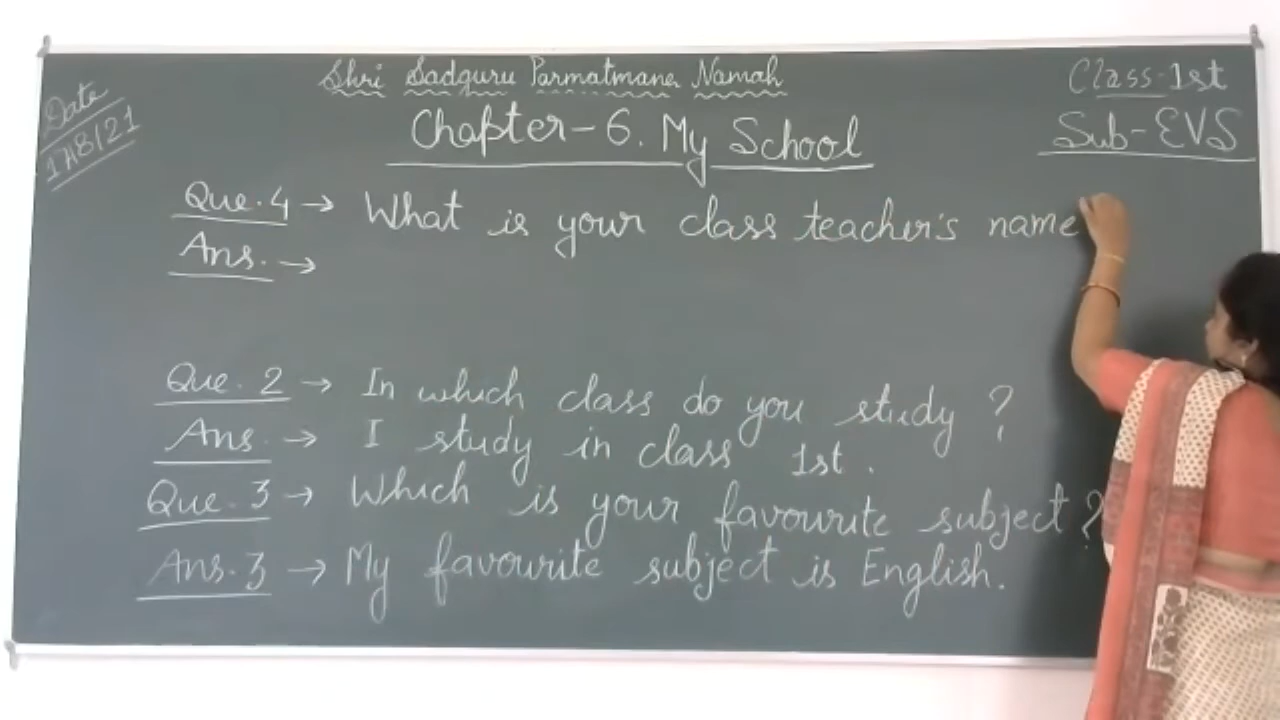 Shri Sadguru Parmatmane Namah
Date
17/8/21
Class-1st
Chapter-6. My School
Sub-EVS
Que.4 → What is your class teacher's name
Ans. →
Que. 2 → In which class do you study ?
Ans. → I study in class 1st.
Que. 3 → Which is your favourite subject ?
Ans.3 → My favourite subject is English.